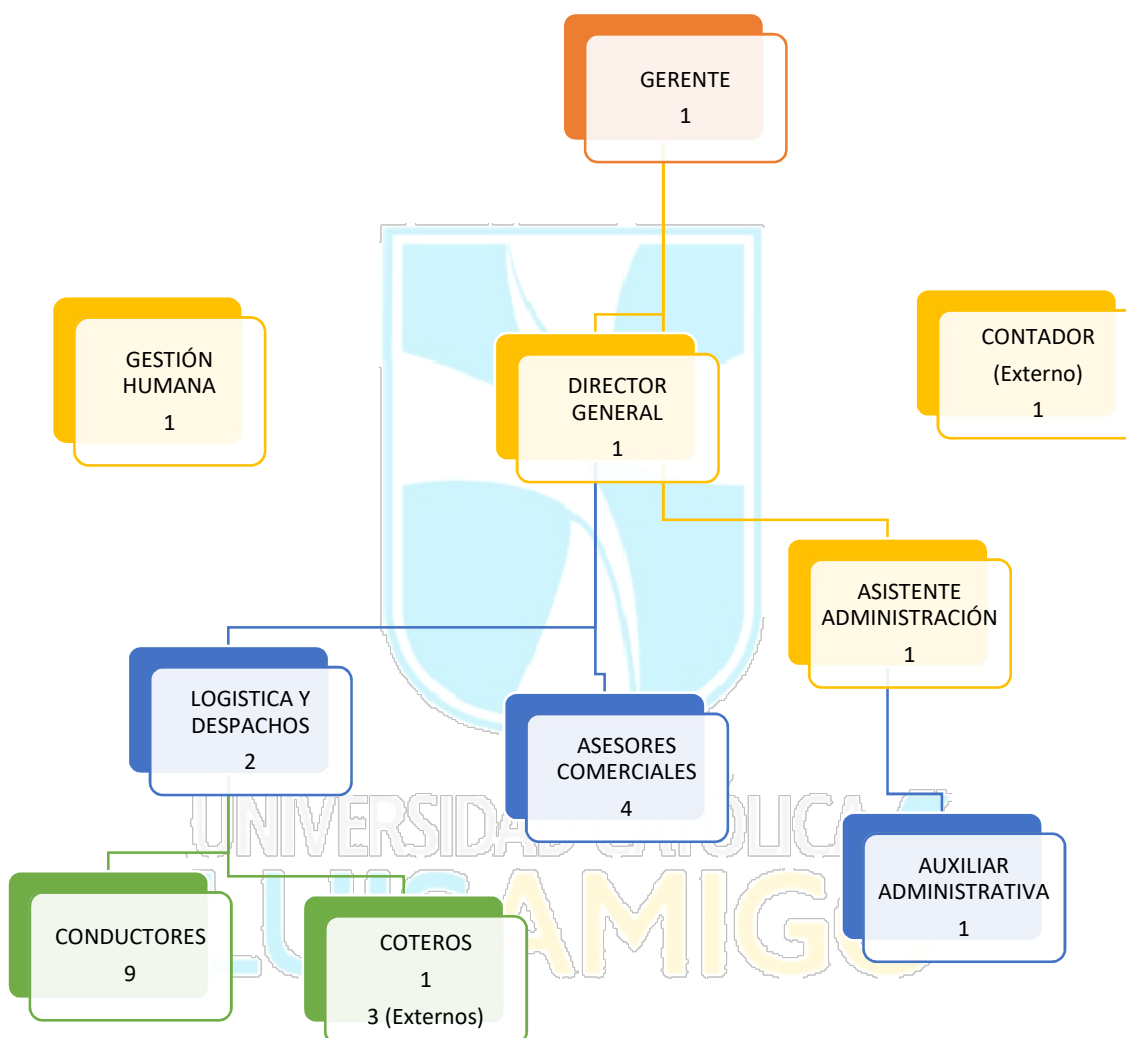 GERENTE
1
GESTIÓN
HUMANA
1
DIRECTOR
GENERAL
1
CONTADOR
(Externo)
1
ASISTENTE
ADMINISTRACIÓN
1
LOGISTICA Y
DESPACHOS
2
ASESORES
COMERCIALES
4
AUXILIAR
ADMINISTRATIVA
1
CONDUCTORES
9
COTEROS
1
3 (Externos)
UNIVERSIDAD CATÓLICA
LUIS AMIGÓ